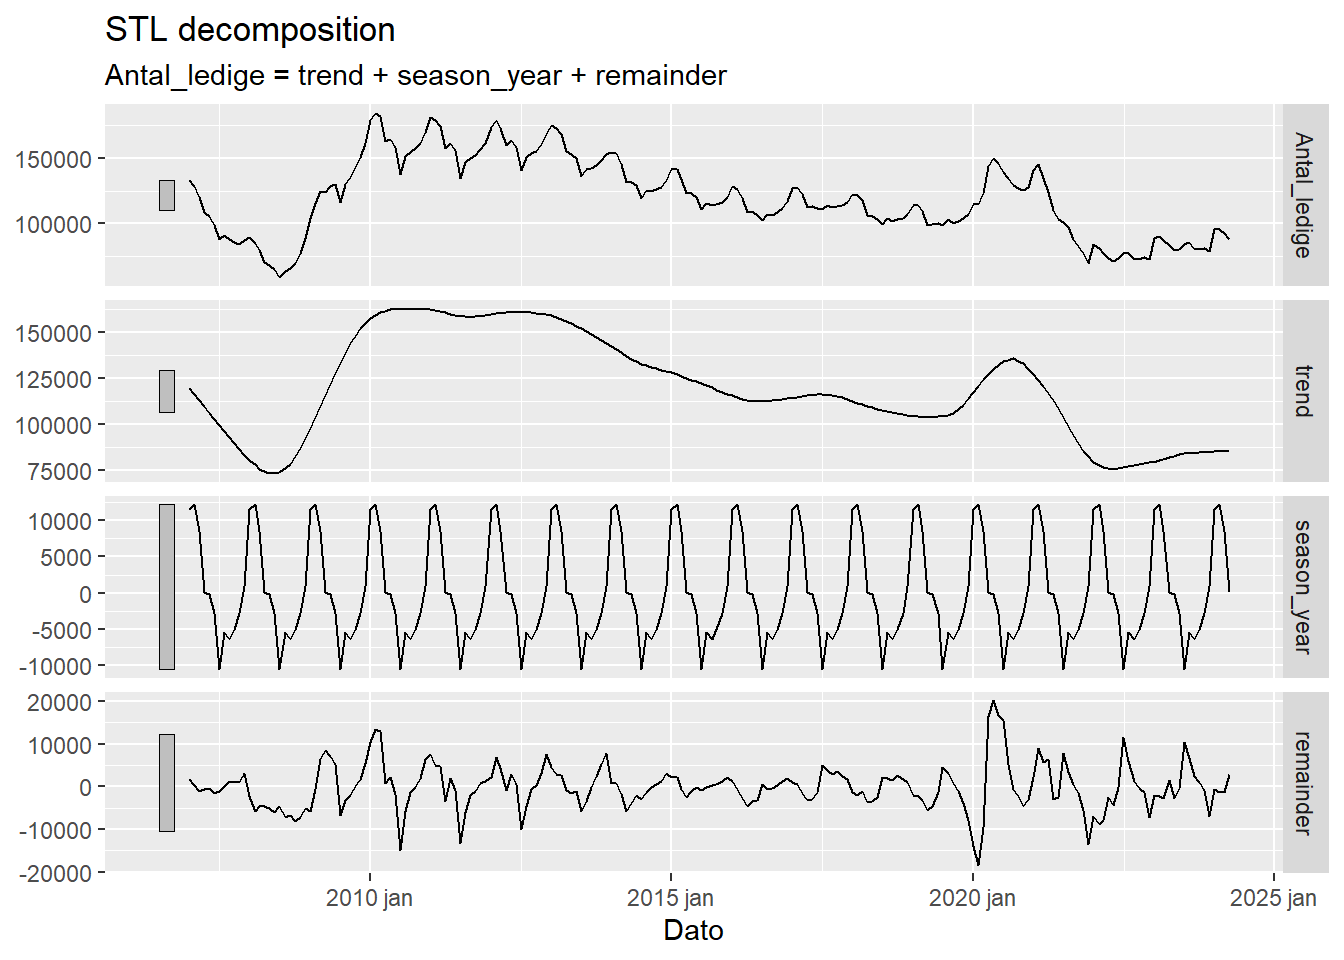 STL decomposition
Antal_ledige = trend + season_year + remainder
150000
100000
Antal_ledige
150000
125000
100000
75000
trend
10000
5000
0
-5000
-10000
season_year
20000
10000
0
-10000
-20000
remainder
2010 jan
2015 jan
2020 jan
2025 jan
Dato